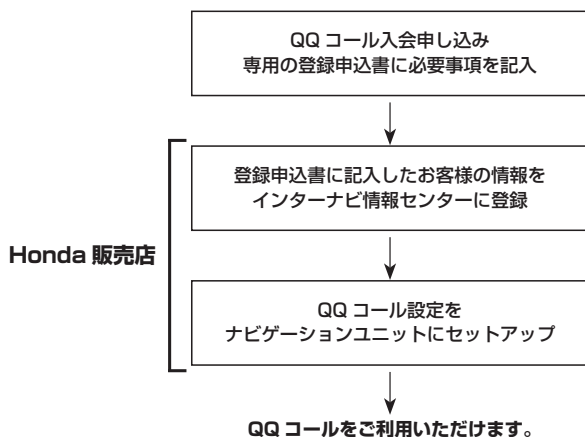 QQ コール入会申し込み
専用の登録申込書に必要事項を記入
登録申込書に記入したお客様の情報を
インターナビ情報センターに登録
Honda 販売店
QQ コール設定を
ナビゲーションユニットにセットアップ
QQ コールをご利用いただけます。